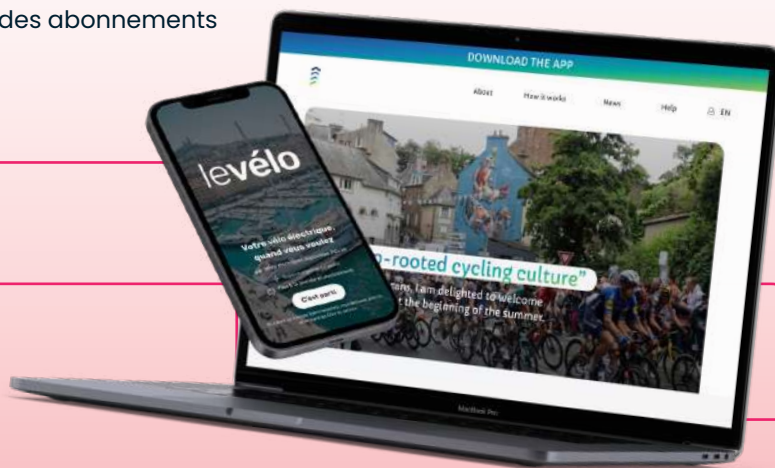 des abonnements
DOWNLOAD THE APP
About How it works News Help EN
levélo
Votre vélo électrique,
quand vous voulez
-rooted cycling culture”
I am delighted to welcome
the beginning of the summer.
C'est parti
MacBook Pro